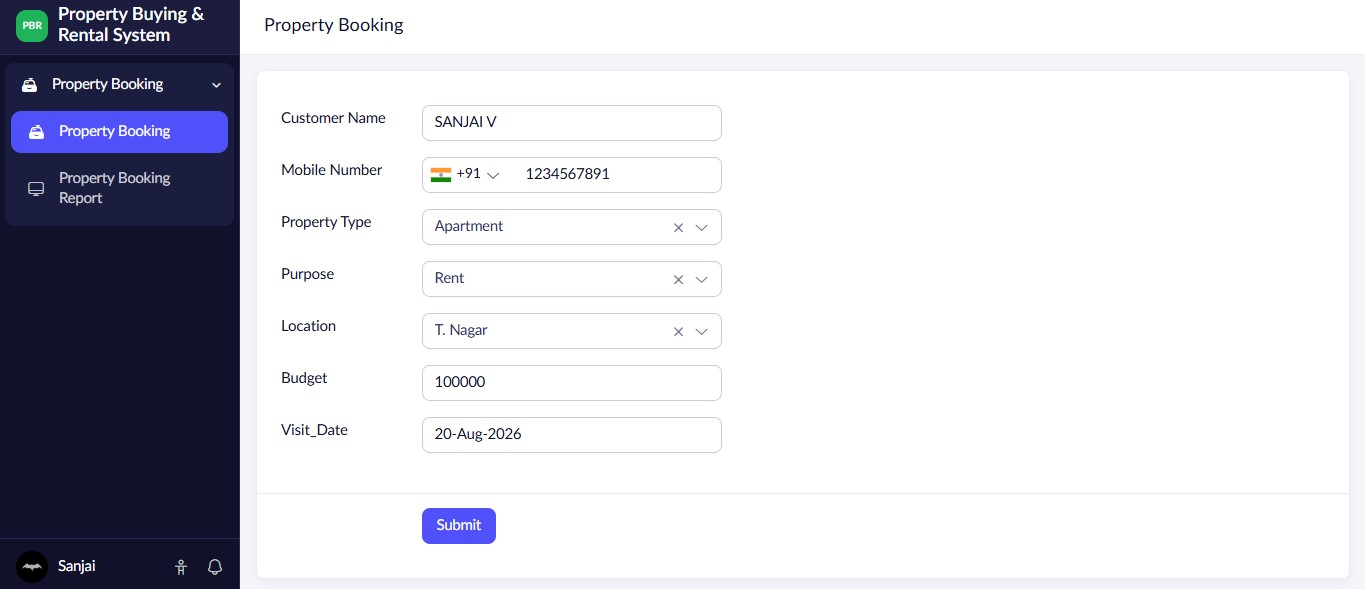 PBR
Property Buying &
Rental System
Property Booking
Property Booking
Property Booking
Report
Sanjai
Property Booking
Customer Name
SANJAI V
Mobile Number
+91
1234567891
Property Type
Apartment
Purpose
Rent
Location
T. Nagar
Budget
100000
Visit_Date
20-Aug-2026
Submit